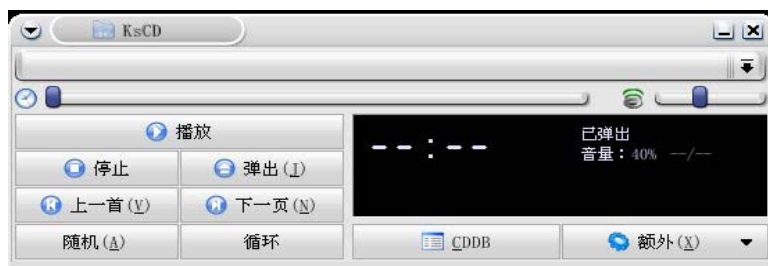 KsCD
播放
--:--
已弹出
音量：40% --/--
停止 弹出(J)
上一首(V) 下一页(N)
随机(A) 循环 CDDB 额外(X)